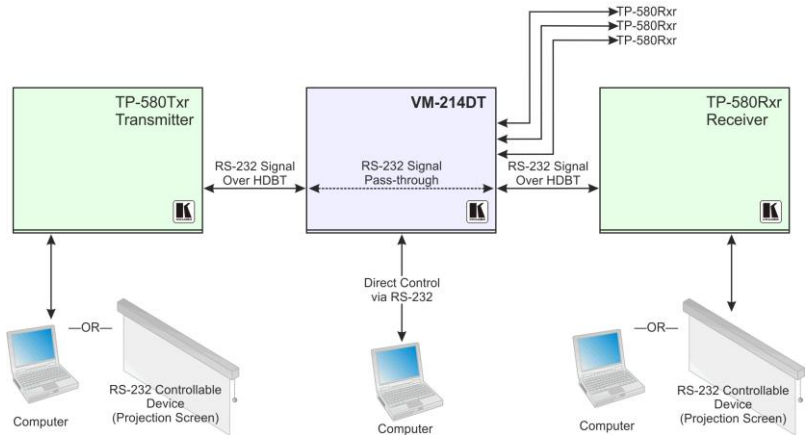 TP-580Rxr
TP-580Rxr
TP-580Rxr
TP-580Txr
Transmitter
VM-214DT
TP-580Rxr
Receiver
RS-232 Signal
Over HDBT
RS-232 Signal
Pass-through
RS-232 Signal
Over HDBT
Direct Control
via RS-232
—OR—
—OR—
Computer
RS-232 Controllable
Device
(Projection Screen)
Computer
Computer
RS-232 Controllable
Device
(Projection Screen)